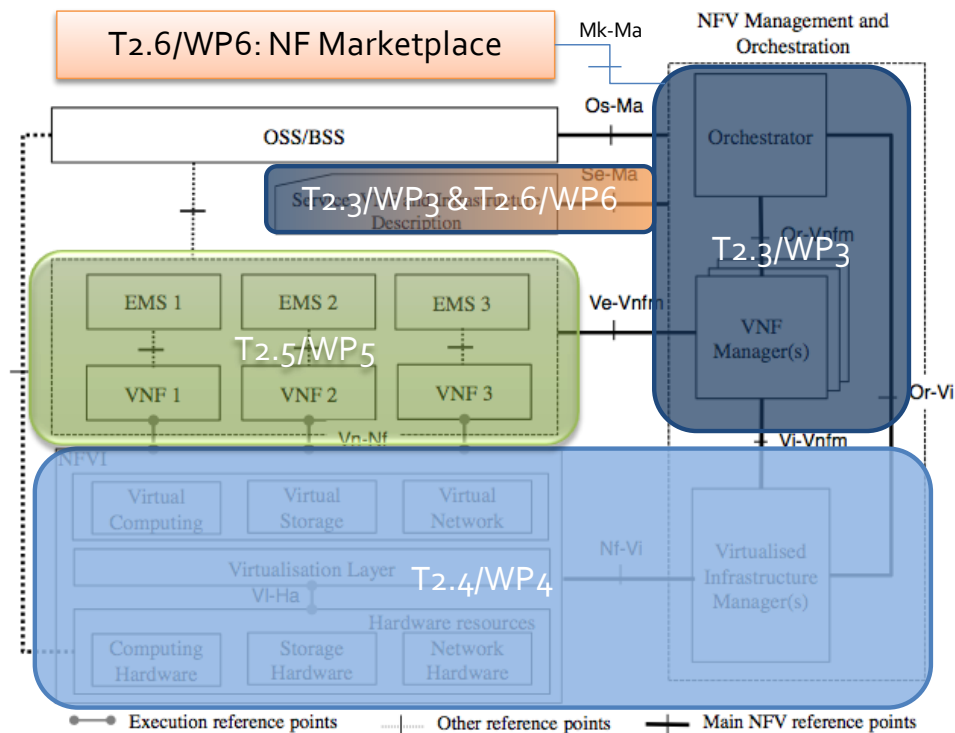 T2.6/WP6: NF Marketplace
Mk-Ma
NFV Management and
Orchestration
Os-Ma
OSS/BSS
Orchestrator
Se-Ma
T2.3/WP3 & T2.6/WP6
Description
Or-Vnfm
T2.3/WP3
EMS 1
EMS 2
EMS 3
Ve-Vnfm
VNF
Manager(s)
T2.5/WP5
VNF 1
VNF 2
VNF 3
Or-Vi
Vn-Nf
Vi-Vnfm
NFVI
Virtual
Computing
Virtual
Storage
Virtual
Network
Nf-Vi
Virtualised
Infrastructure
Manager(s)
Virtualisation Layer
T2.4/WP4
Vl-Ha
Hardware resources
Computing
Hardware
Storage
Hardware
Network
Hardware
Execution reference points
Other reference points
Main NFV reference points